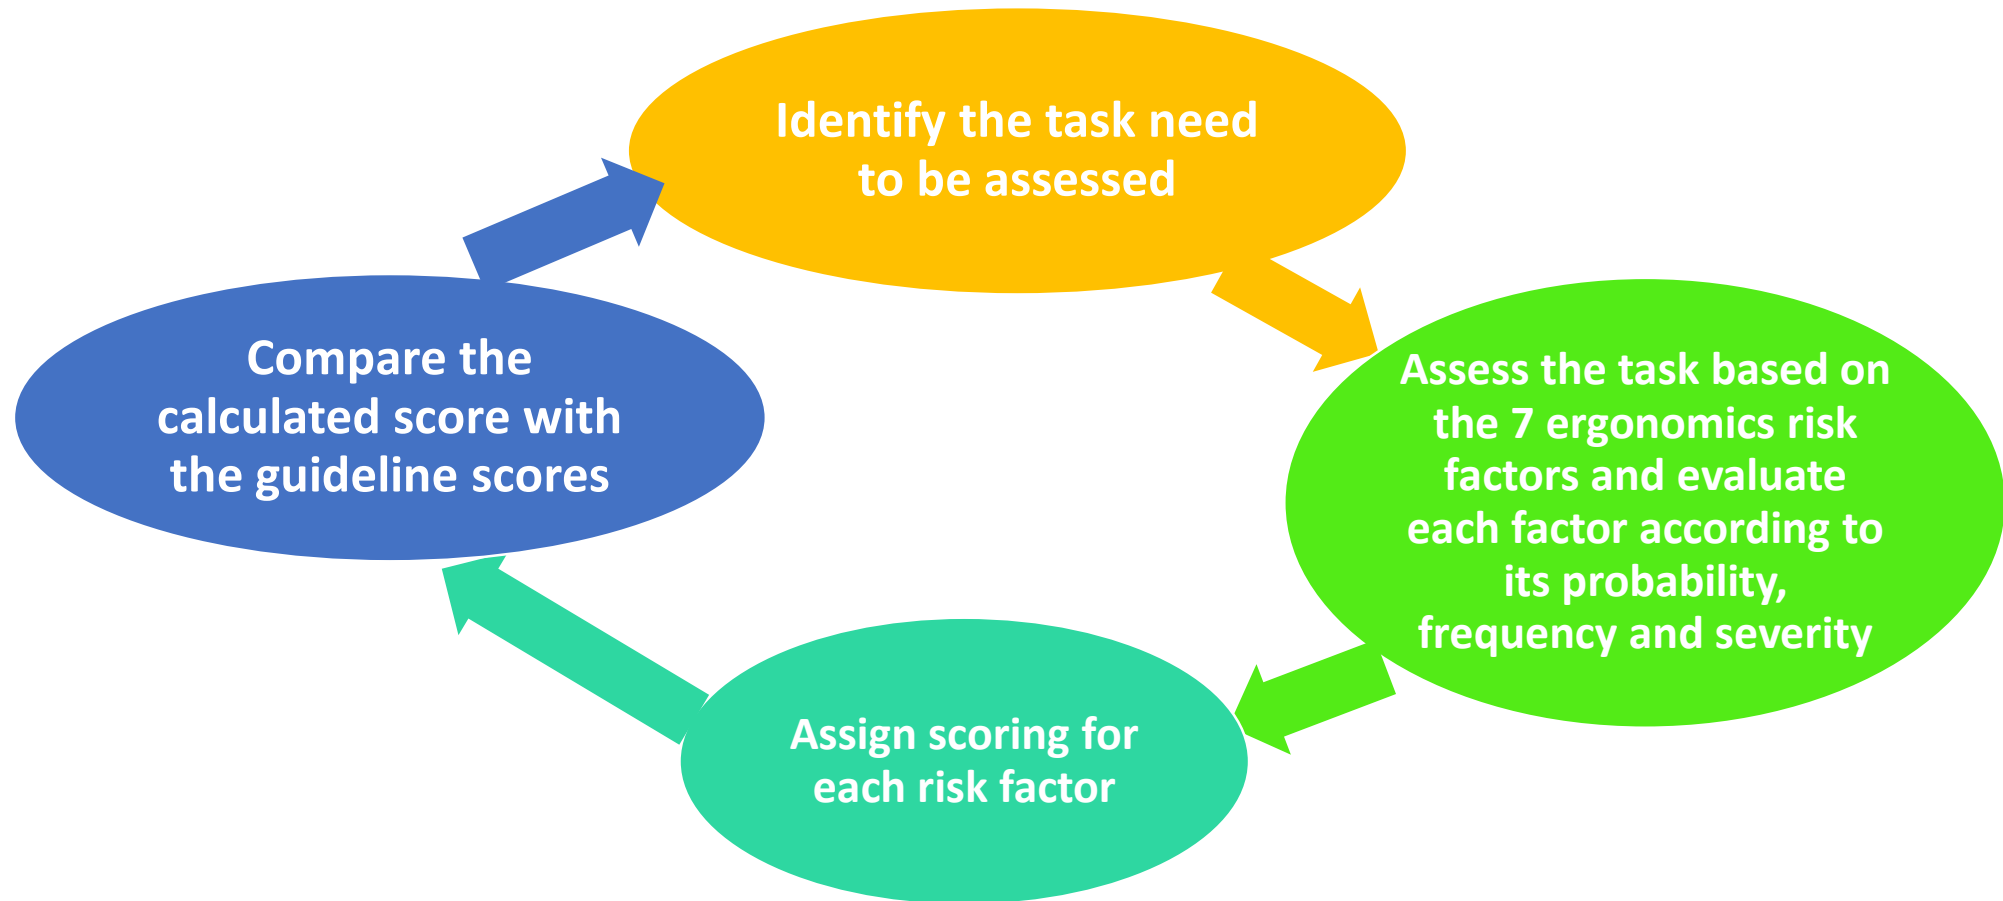 Identify the task need
to be assessed
Assess the task based on
the 7 ergonomics risk
factors and evaluate
each factor according to
its probability,
frequency and severity
Assign scoring for
each risk factor
Compare the
calculated score with
the guideline scores